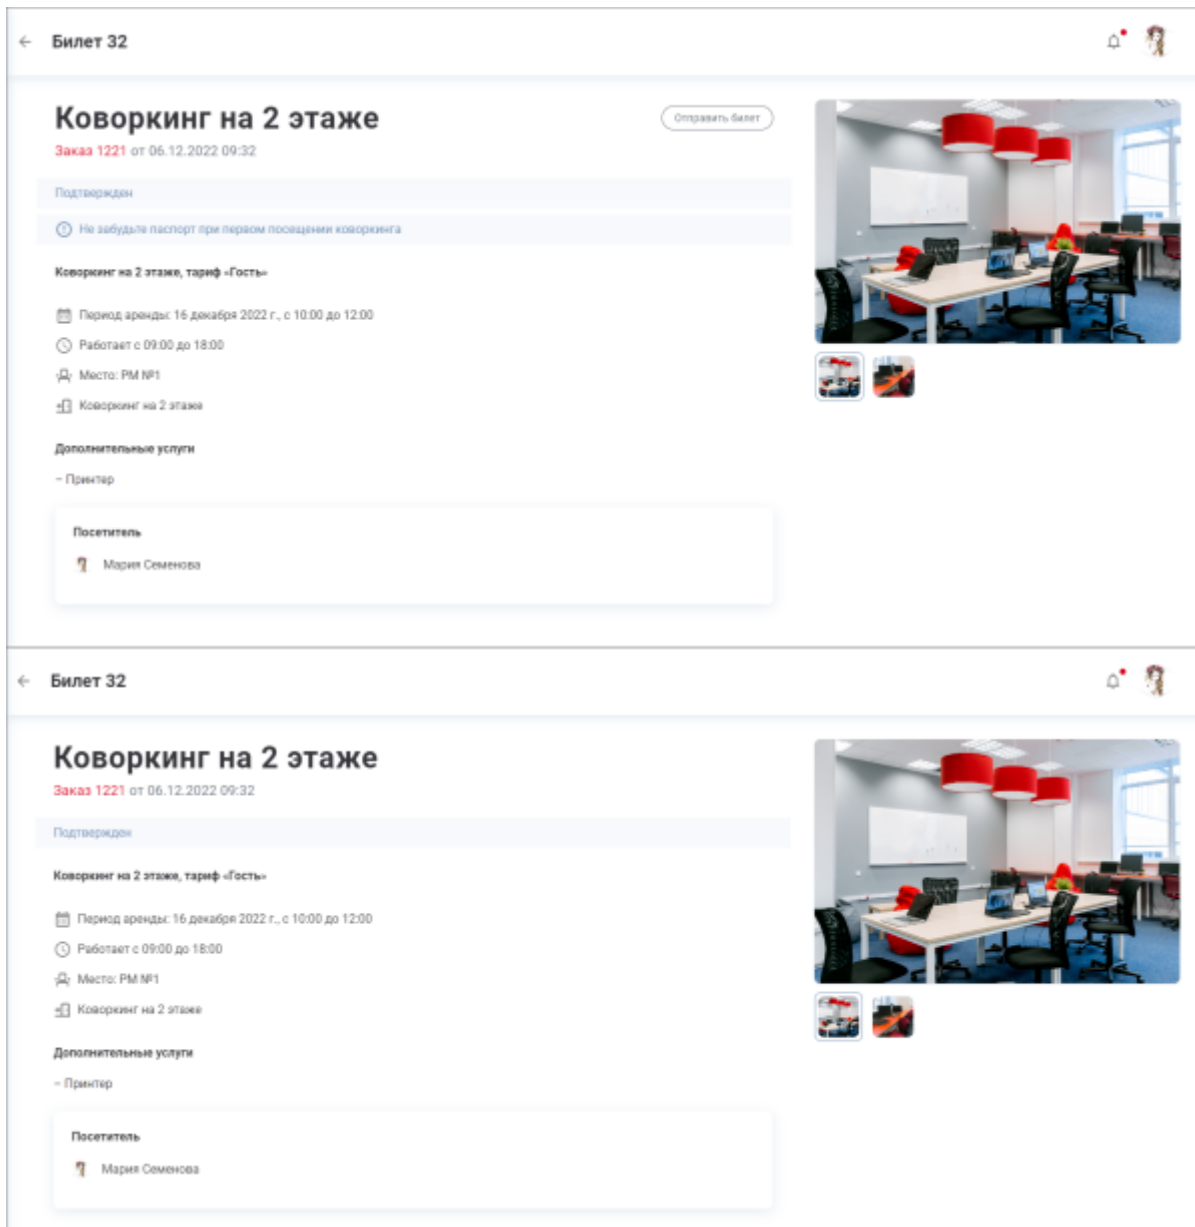 Билет 32
Коворкинг на 2 этаже
Отправить билет
Заказ 1221 от 06.12.2022 09:32
Подтвержден
Не забудьте паспорт при первом посещении коворкинга
Коворкинг на 2 этаже, тариф «Гость»
Период аренды: 16 декабря 2022 г., с 10:00 до 12:00
Работает с 09:00 до 18:00
Место: РМ №1
Коворкинг на 2 этаже
Дополнительные услуги
– Принтер
Посетитель
Мария Семенова
Билет 32
Коворкинг на 2 этаже
Заказ 1221 от 06.12.2022 09:32
Подтвержден
Коворкинг на 2 этаже, тариф «Гость»
Период аренды: 16 декабря 2022 г., с 10:00 до 12:00
Работает с 09:00 до 18:00
Место: РМ №1
Коворкинг на 2 этаже
Дополнительные услуги
– Принтер
Посетитель
Мария Семенова